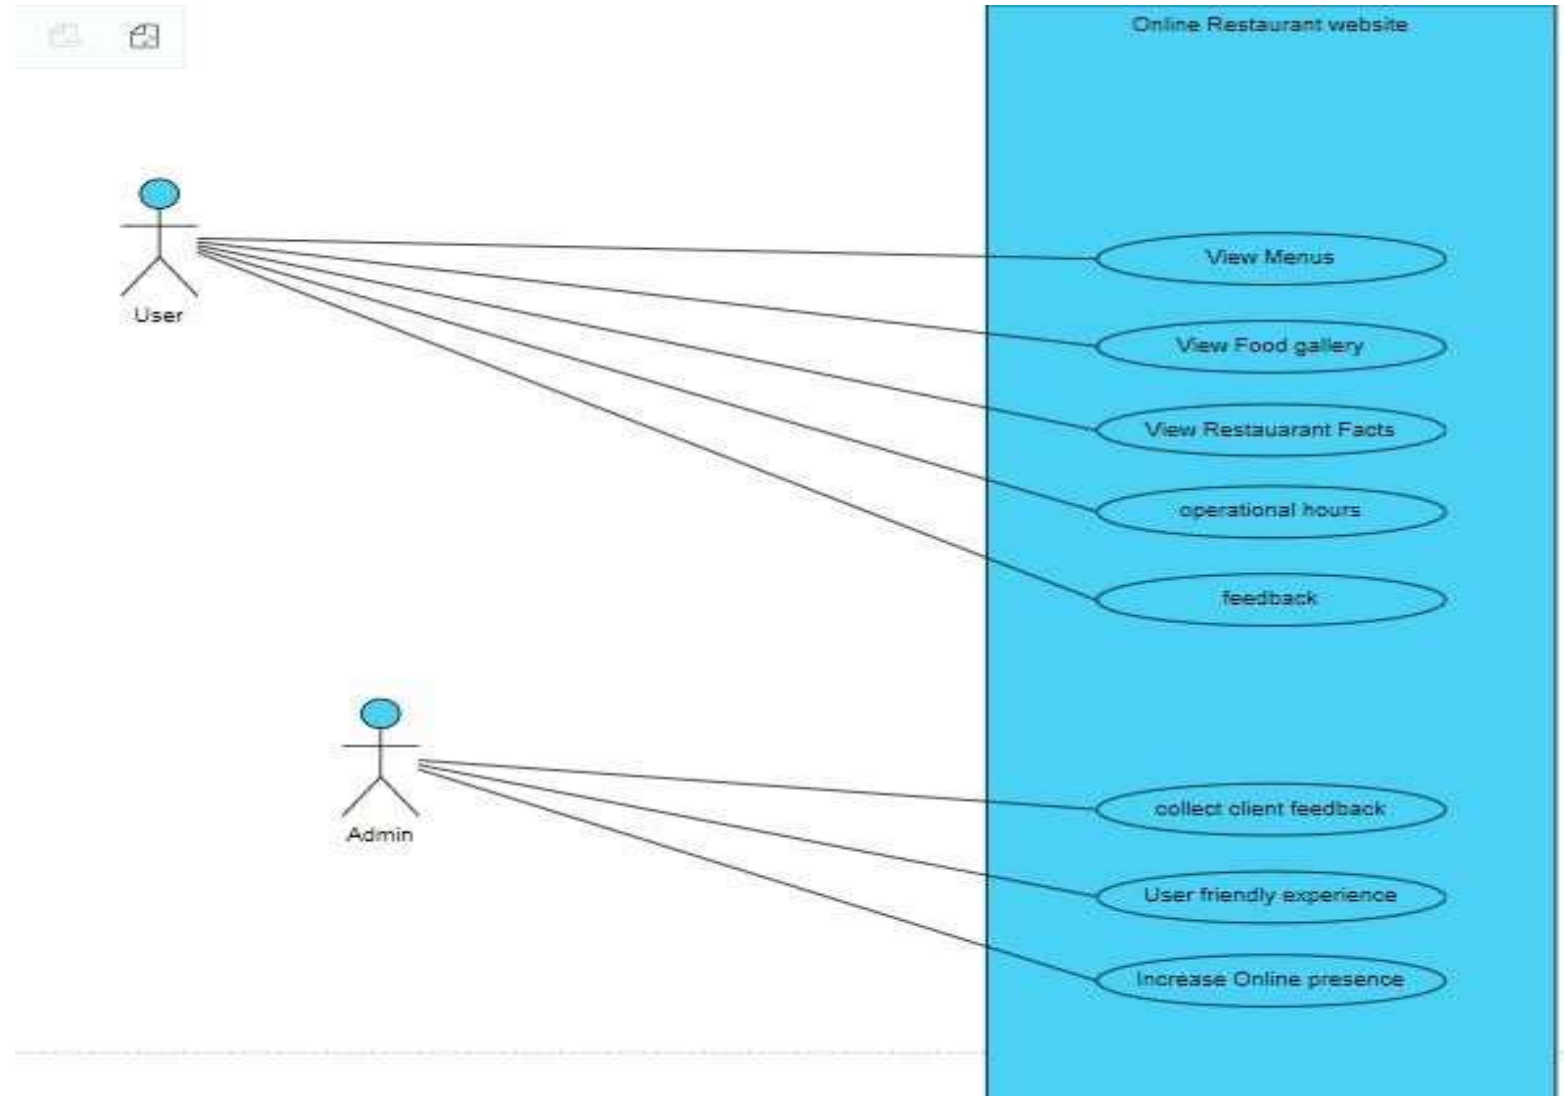 Online Restaurant website
View Menus
User
View Food gallery
View Restauarant Facts
operational hours
feedback
collect client feedback
Admin
User friendly experience
Increase Online presence